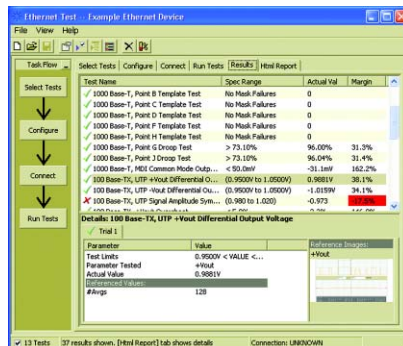 Ethernet Test -- Example Ethernet Device
File View Help
Task Flow
Select Tests
Configure
Connect
Run Tests
Select Tests Configure Connect Run Tests Results Html Report
Test Name Spec Range Actual Val Margin
1000 Base-T, Point B Template Test No Mask Failures 0
1000 Base-T, Point C Template Test No Mask Failures 0
1000 Base-T, Point D Template Test No Mask Failures 0
1000 Base-T, Point F Template Test No Mask Failures 0
1000 Base-T, Point H Template Test No Mask Failures 0
1000 Base-T, Point G Droop Test > 73.10% 96.00% 31.3%
1000 Base-T, Point J Droop Test > 73.10% 96.04% 31.4%
1000 Base-T, MDI Common Mode Outp... < 50.0mV -31.1mV 162.2%
100 Base-TX, UTP +Vout Differential O... (0.9500V to 1.0500V) 0.9881V 38.1%
100 Base-TX, UTP -Vout Differential Ou... (0.9500V to 1.0500V) -1.0159V 34.1%
100 Base-TX, UTP Signal Amplitude Sym... (0.980 to 1.020) -0.973
Details: 100 Base-TX, UTP +Vout Differential Output Voltage
Trial 1
Parameter Value
Test Limits 0.9500V < VALUE <...
Parameter Tested +Vout
Actual Value 0.9881V
Referenced Values:
#Avgs 128
Reference Images:
+Vout
13 Tests 37 results shown. [Html Report] tab shows details Connection: UNKNOWN